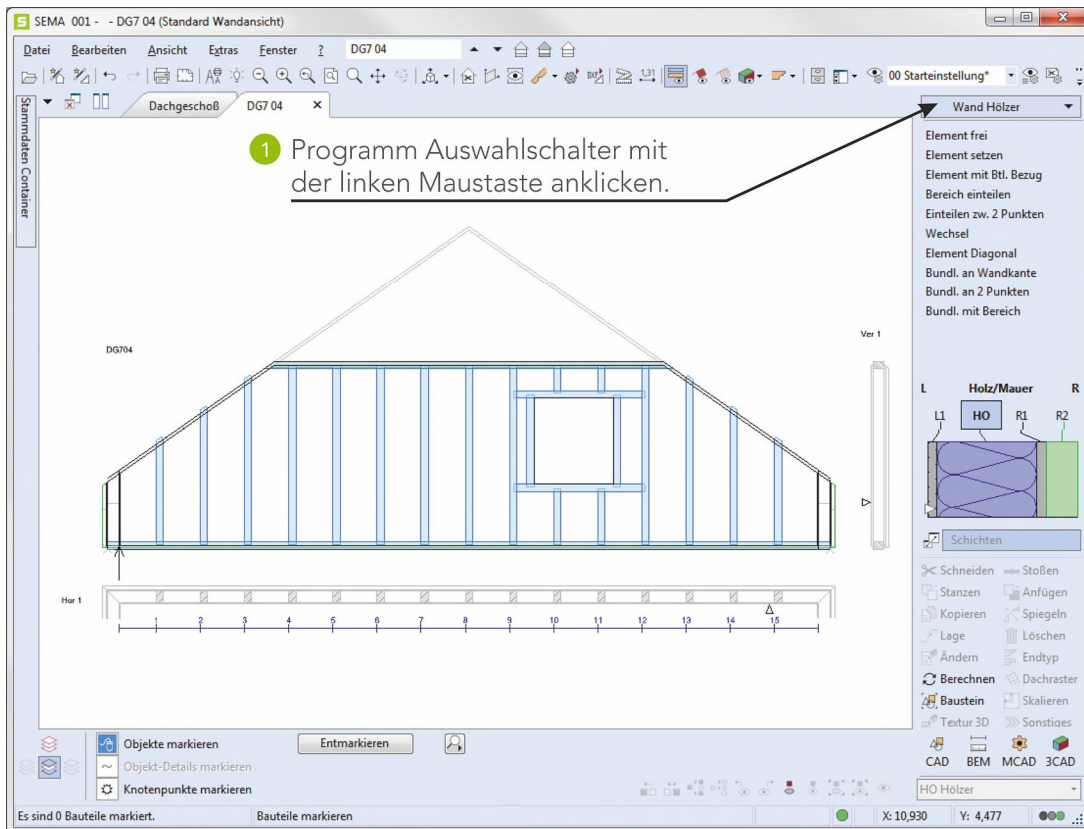 SEMA 001 - - DG7 04 (Standard Wandansicht)
Datei Bearbeiten Ansicht Extras Fenster ? DG7 04
1,31
00 Starteinstellung*
Dachgeschoß DG7 04 X
Stammdaten Container
1 Programm Auswahlschalter mit
der linken Maustaste anklicken.
Wand Hölzer
Element frei
Element setzen
Element mit Btl. Bezug
Bereich einteilen
Einteilen zw. 2 Punkten
Wechsel
Element Diagonal
Bundl. an Wandkante
Bundl. an 2 Punkten
Bundl. mit Bereich
DG704
Ver 1
Hor 1
1 2 3 4 5 6 7 8 9 10 11 12 13 14 15
L Holz/Mauer R
L1 HO R1 R2
Schichten
Schneiden Stoßen
Stanzen Anfügen
Kopieren Spiegeln
Lage Löschen
Ändern Endtyp
Berechnen Dachraster
Baustein Skalieren
Textur 3D Sonstiges
CAD BEM MCAD 3CAD
HO Hölzer
Objekte markieren Entmarkieren
Objekt-Details markieren
Knotenpunkte markieren
Es sind 0 Bauteile markiert. Bauteile markieren X: 10,930 Y: 4,477